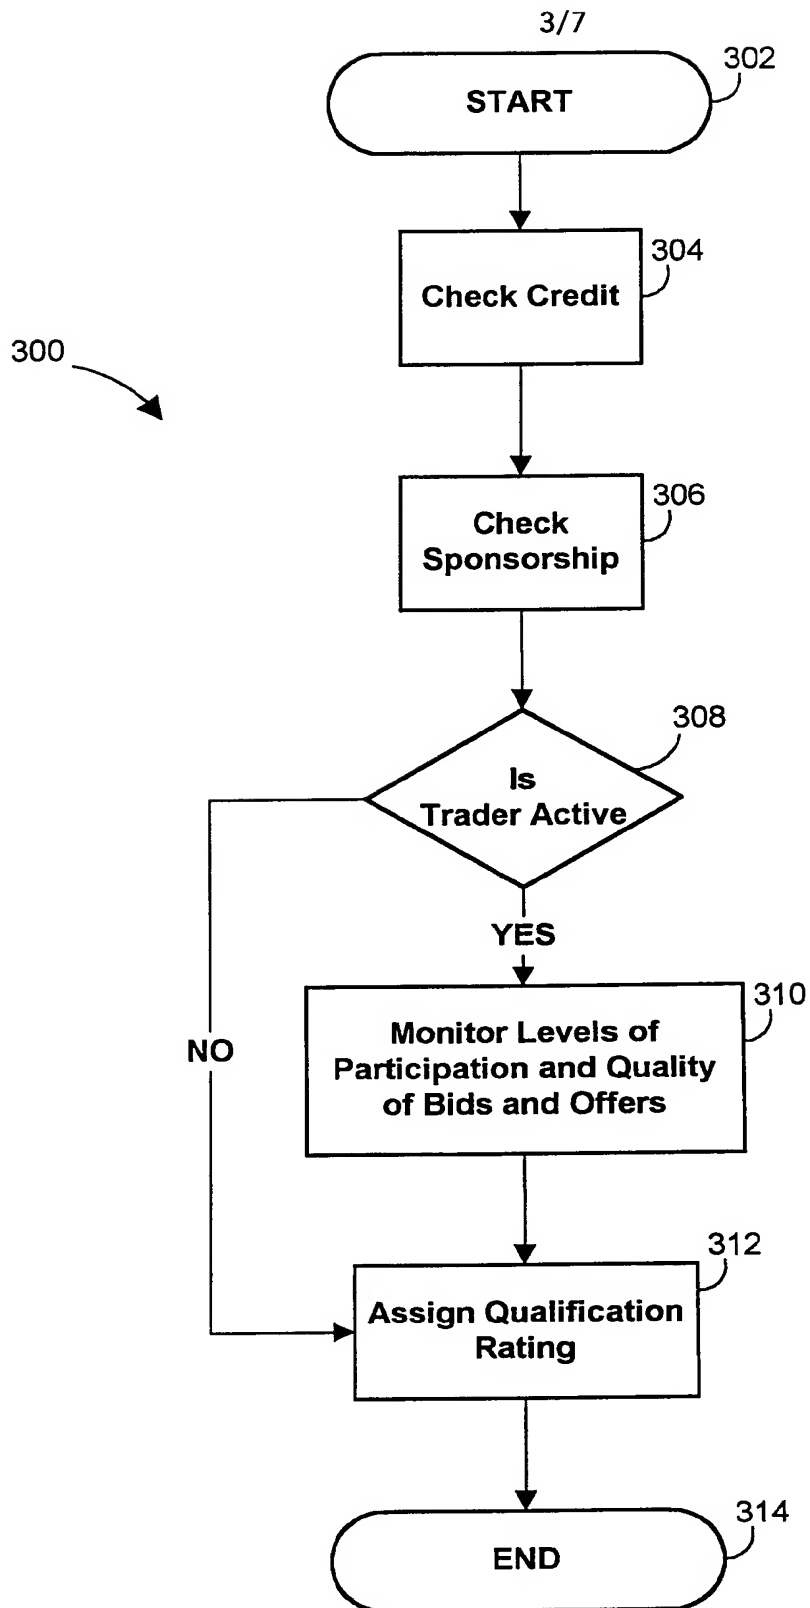 3/7
302
START
304
Check Credit
300
306
Check
Sponsorship
308
Is
Trader Active
YES
310
NO
Monitor Levels of
Participation and Quality
of Bids and Offers
312
Assign Qualification
Rating
314
END